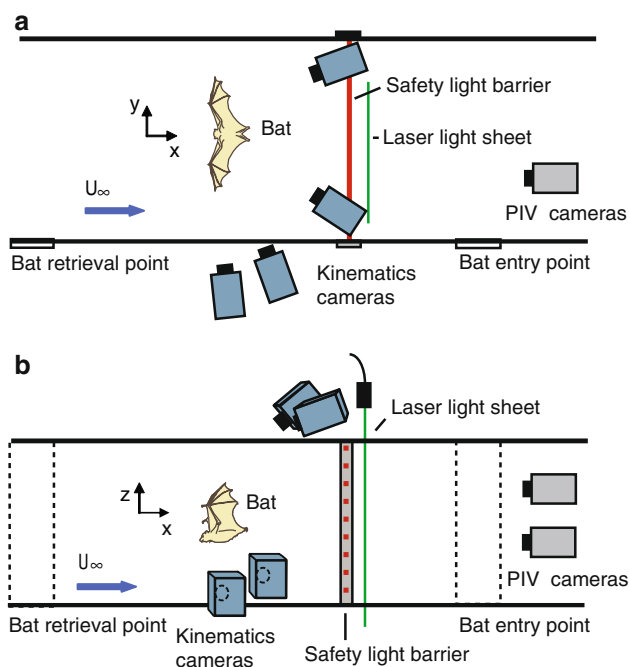 a
Safety light barrier
y
x
Bat
Laser light sheet
U∞
PIV cameras
Bat retrieval point
Kinematics
cameras
Bat entry point
b
Laser light sheet
z
x
Bat
U∞
PIV cameras
Bat retrieval point
Kinematics
cameras
Safety light barrier
Bat entry point